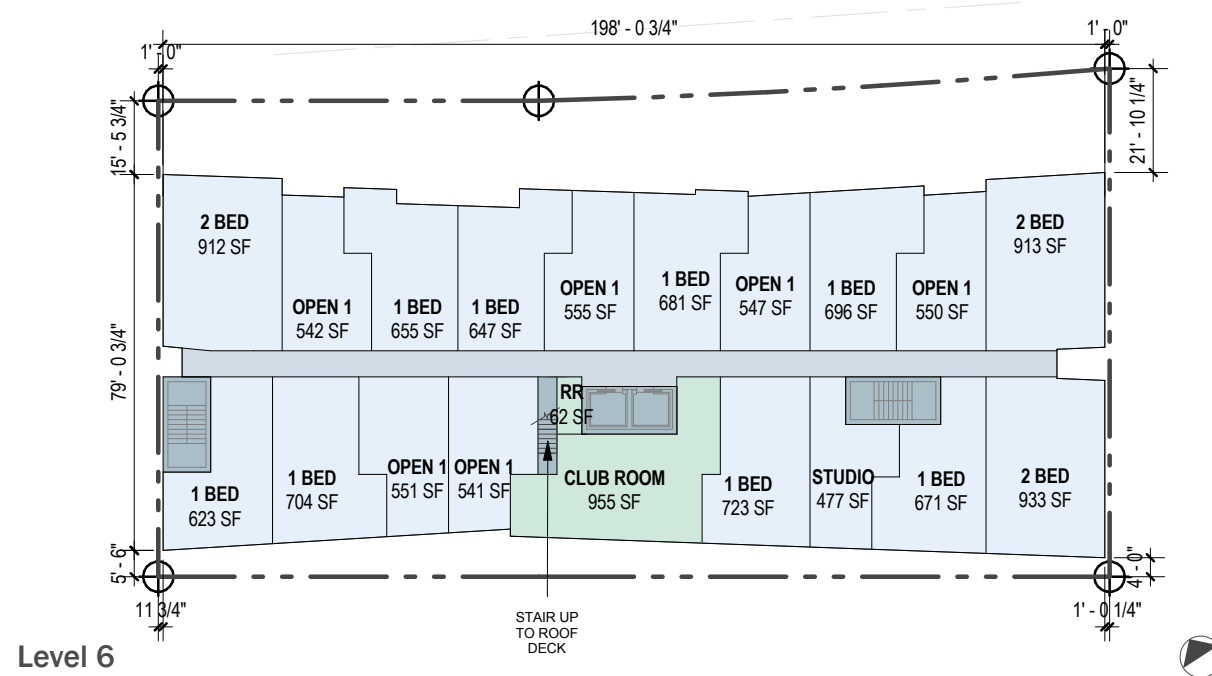 198' - 0 3/4"
1' - 0"
1' - 0"
15' - 5 3/4"
21' - 10 1/4"
2 BED
912 SF
OPEN 1
542 SF
1 BED
655 SF
1 BED
647 SF
OPEN 1
555 SF
1 BED
681 SF
OPEN 1
547 SF
1 BED
696 SF
OPEN 1
550 SF
2 BED
913 SF
79' - 0 3/4"
RR
62 SF
1 BED
623 SF
1 BED
704 SF
OPEN 1
551 SF
OPEN 1
541 SF
CLUB ROOM
955 SF
1 BED
723 SF
STUDIO
477 SF
1 BED
671 SF
2 BED
933 SF
5' - 6"
4' - 0"
11 3/4"
1' - 0 1/4"
STAIR UP
TO ROOF
DECK
Level 6